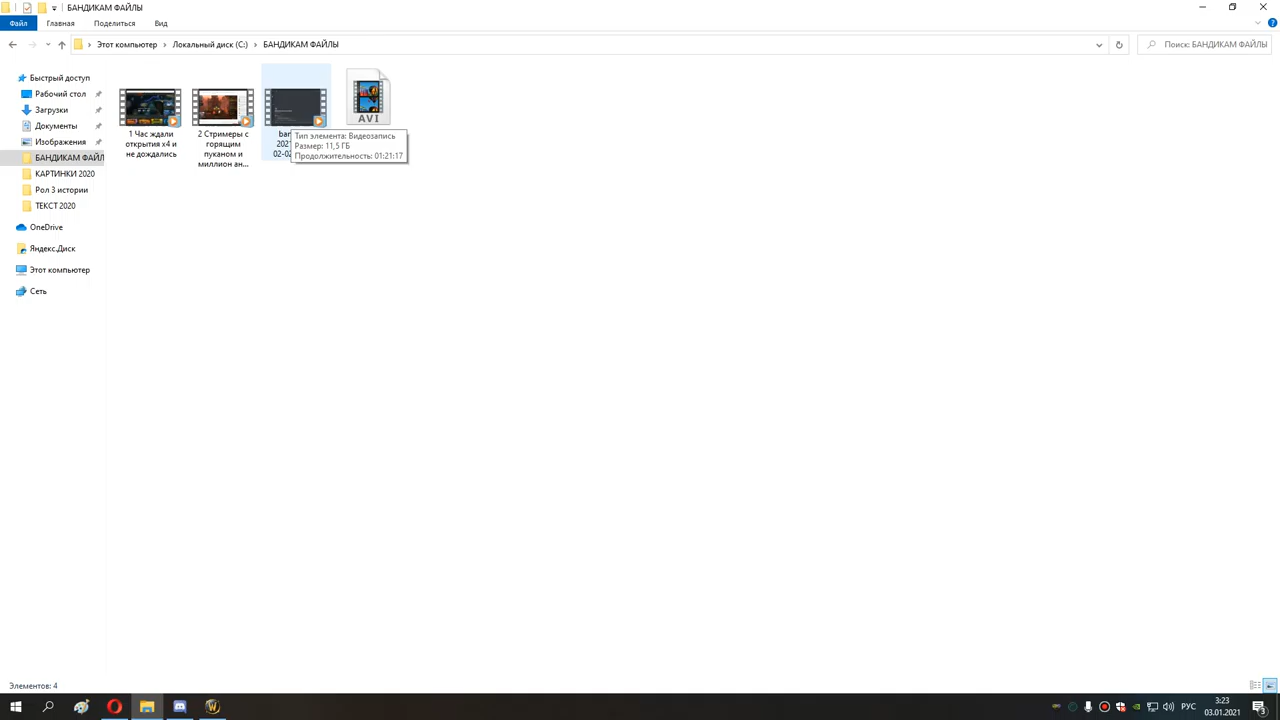 БАНДИКАМ ФАЙЛЫ
Файл
Главная
Поделиться
Вид
Этот компьютер
Локальный диск (C:)
БАНДИКАМ ФАЙЛЫ
Поиск: БАНДИКАМ ФАЙЛЫ
Быстрый доступ
Рабочий стол
Загрузки
Документы
Изображения
БАНДИКАМ ФАЙЛ
КАРТИНКИ 2020
Рол 3 истории
ТЕКСТ 2020
OneDrive
Яндекс.Диск
Этот компьютер
Сеть
1 Час ждали
открытия х4 и
не дождались
2 Стримеры с
горящим
пуканом и
миллион ан...
AVI
Тип элемента: Видеозапись
Размер: 11,5 ГБ
Продолжительность: 01:21:17
Элементов: 4
РУС
3:23
03.01.2021
3